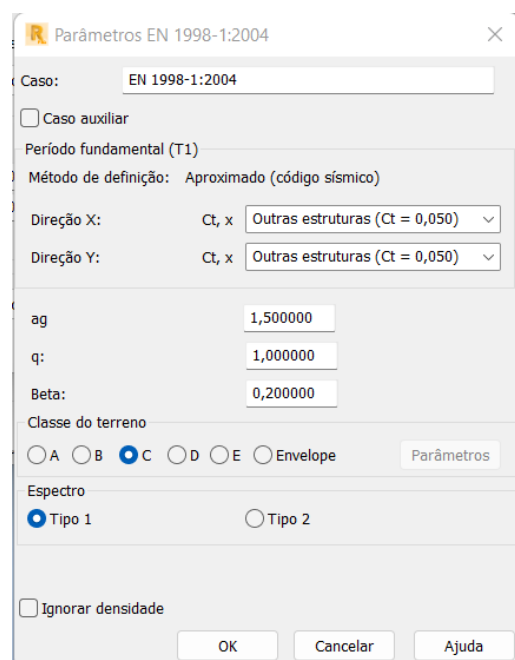 Parâmetros EN 1998-1:2004
Caso: EN 1998-1:2004
Caso auxiliar
Período fundamental (T1)
Método de definição: Aproximado (código sísmico)
Direção X: Ct, x Outras estruturas (Ct = 0,050)
Direção Y: Ct, x Outras estruturas (Ct = 0,050)
ag 1,500000
q: 1,000000
Beta: 0,200000
Classe do terreno
A B C D E Envelope Parâmetros
Espectro
Tipo 1 Tipo 2
Ignorar densidade
OK Cancelar Ajuda